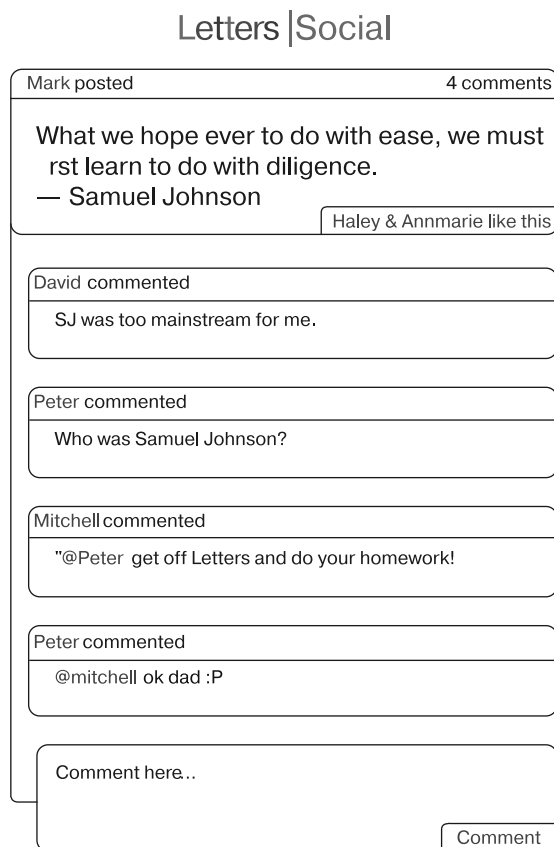 Letters |Social
Mark posted 4 comments
What we hope ever to do with ease, we must
rst learn to do with diligence.
— Samuel Johnson
Haley & Annmarie like this
David commented
SJ was too mainstream for me.
Peter commented
Who was Samuel Johnson?
Mitchell commented
"@Peter get off Letters and do your homework!
Peter commented
@mitchell ok dad :P
Comment here...
Comment